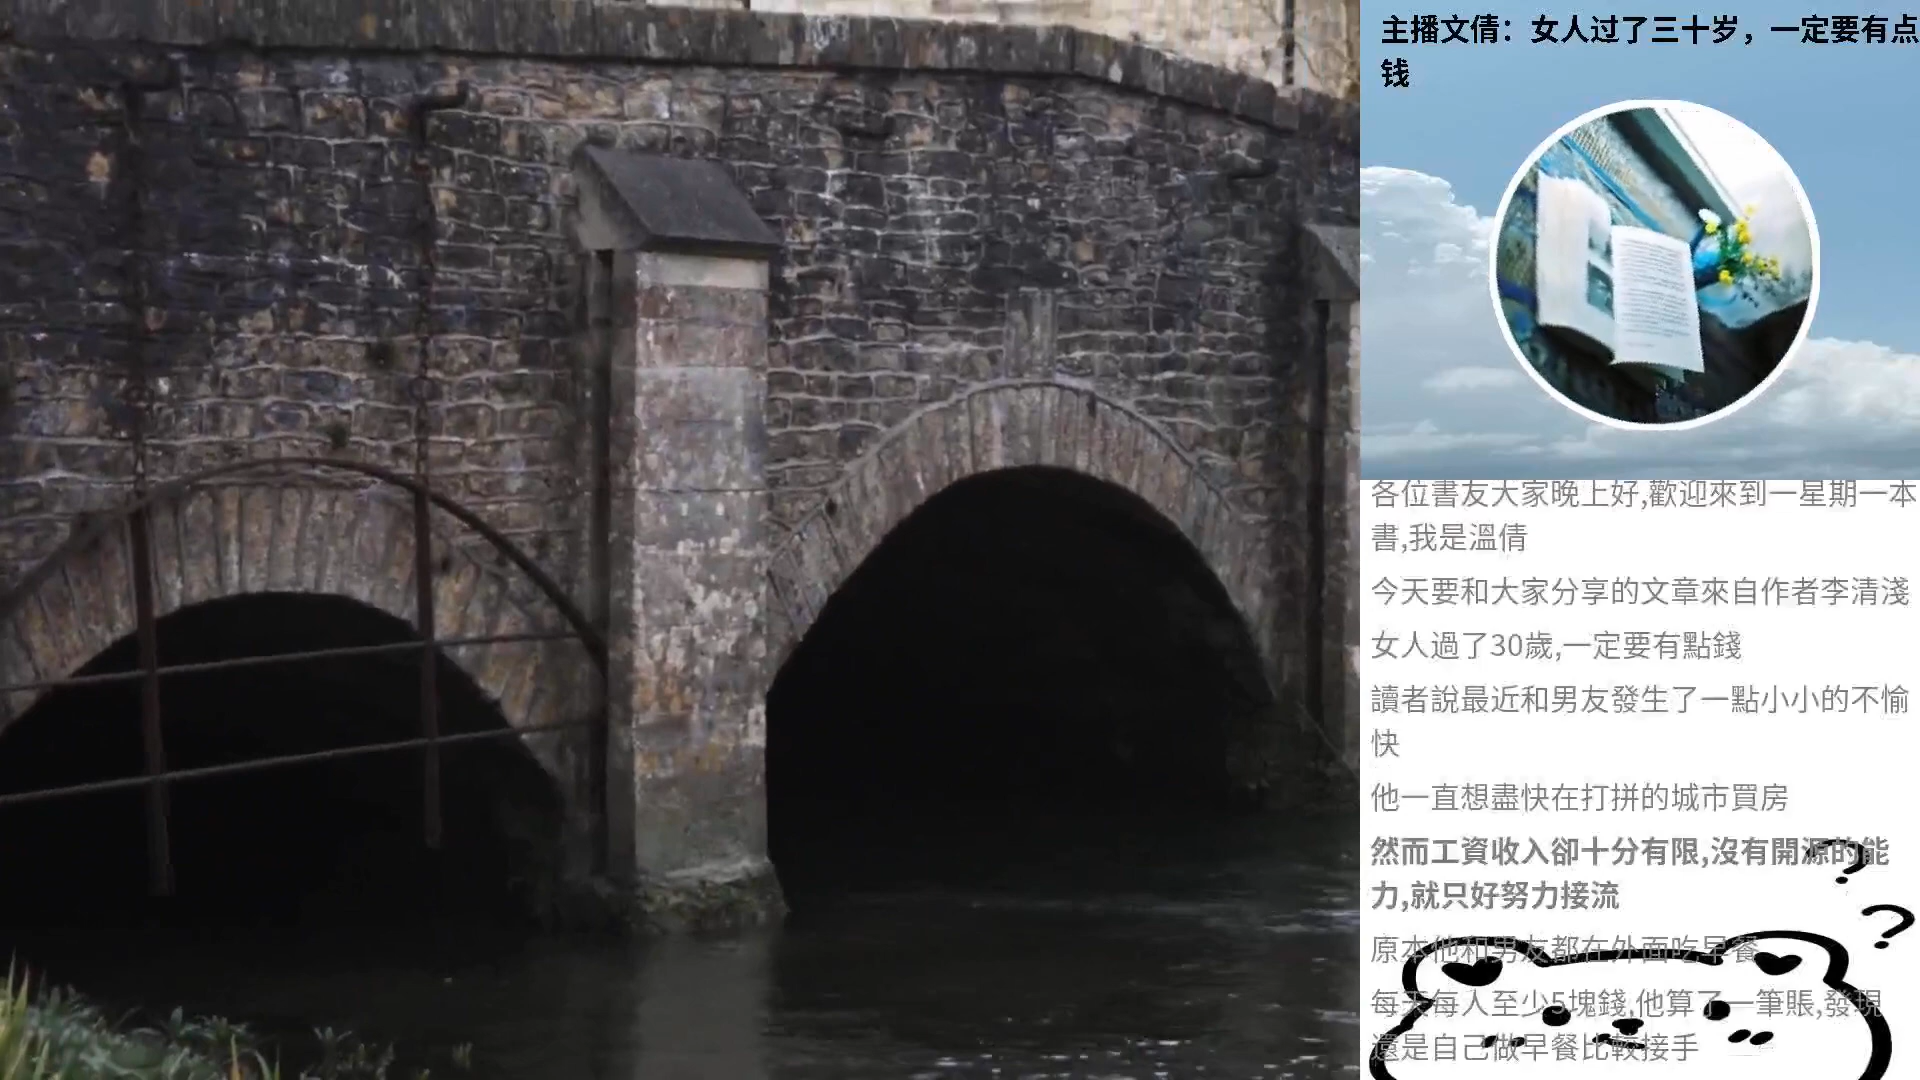 主播文倩：女人过了三十岁，一定要有点
钱
各位書友大家晚上好,歡迎來到一星期一本
書,我是溫倩
今天要和大家分享的文章來自作者李清淺
女人過了30歲,一定要有點錢
讀者說最近和男友發生了一點小小的不愉
快
他一直想盡快在打拼的城市買房
然而工資收入卻十分有限,沒有開源的能
力,就只好努力接流
原本他和男友都在外面吃早餐
每天每人至少5塊錢,他算了一筆賬,發現
還是自己做早餐比較接手